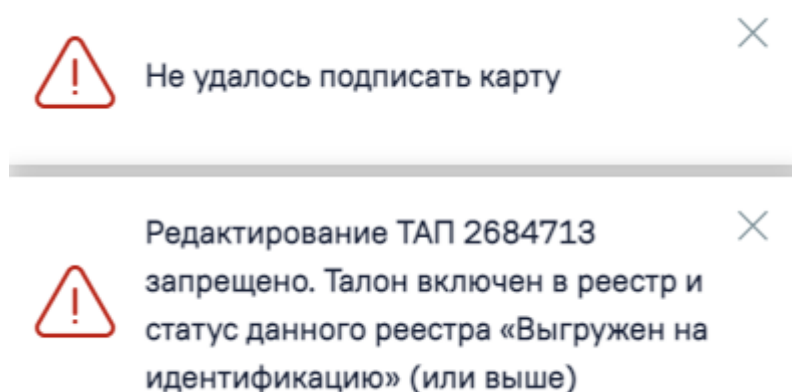 Не удалось подписать карту
Редактирование ТАП 2684713
запрещено. Талон включен в реестр и
статус данного реестра «Выгружен на
идентификацию» (или выше)